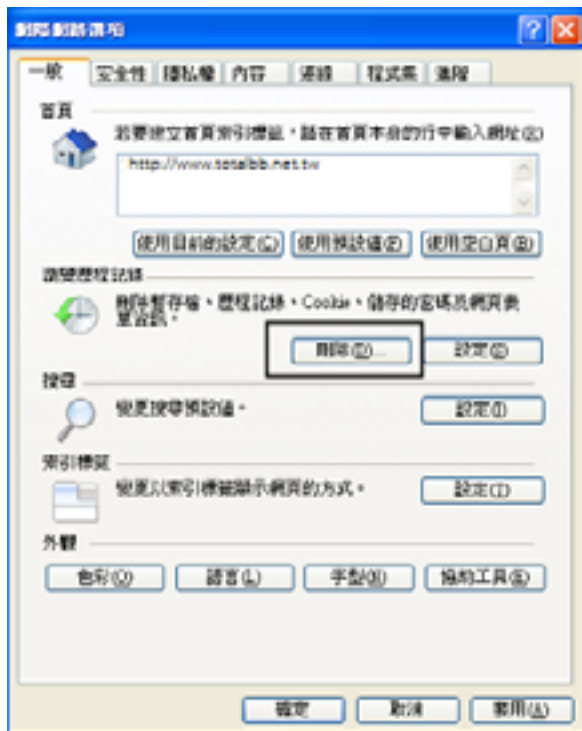 網際網路選項
一般 安全性 隱私權 內容 連線 程式集 進階
首頁
若要建立首頁索引標籤,請在首頁本身的行中輸入網址(R)
http://www.totalbb.net.tw
使用目前的設定(C) 使用預設值(F) 使用空白頁(B)
瀏覽歷程記錄
刪除暫存檔、歷程記錄、Cookie、儲存的密碼及網頁表
單資訊。
刪除(D)... 設定(S)
搜尋
變更搜尋預設值。 設定(I)
索引標籤
變更以索引標籤顯示網頁的方式。 設定(T)
外觀
色彩(O) 語言(L) 字型(N) 協助工具(E)
確定 取消 套用(A)